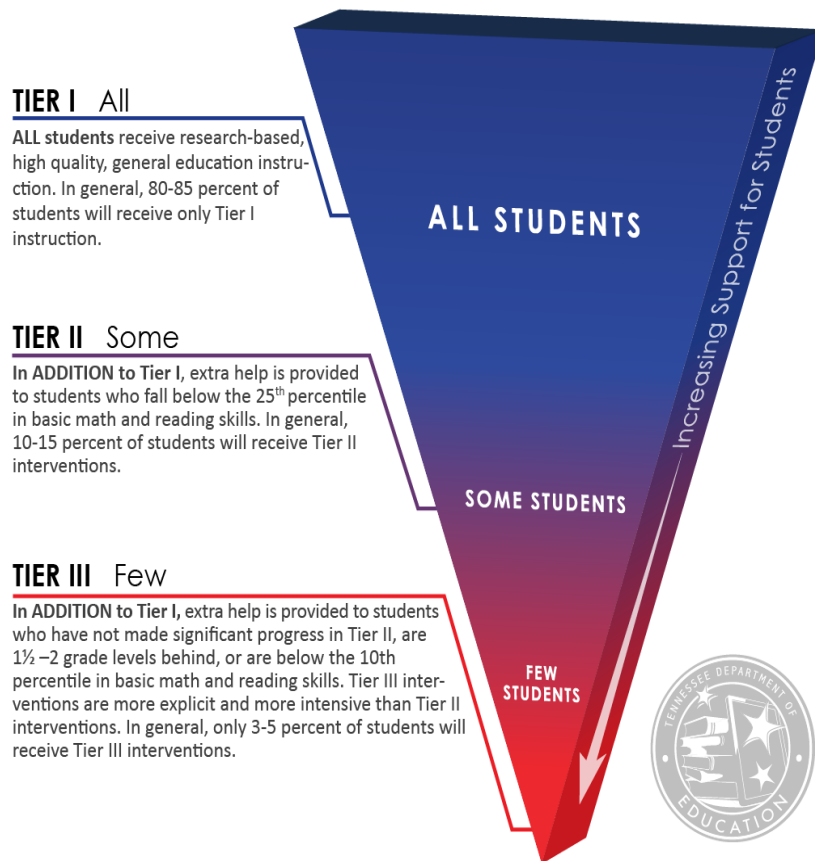 TIER I All
ALL students receive research-based,
high quality, general education instruc-
tion. In general, 80-85 percent of
students will receive only Tier I
instruction.
TIER II Some
In ADDITION to Tier I, extra help is provided
to students who fall below the 25th percentile
in basic math and reading skills. In general,
10-15 percent of students will receive Tier II
interventions.
TIER III Few
In ADDITION to Tier I, extra help is provided to students
who have not made significant progress in Tier II, are
1½ –2 grade levels behind, or are below the 10th
percentile in basic math and reading skills. Tier III inter-
ventions are more explicit and more intensive than Tier II
interventions. In general, only 3-5 percent of students will
receive Tier III interventions.
ALL STUDENTS
SOME STUDENTS
FEW
STUDENTS
Increasing Support for Students
TENNESSEE DEPARTMENT OF
EDUCATION